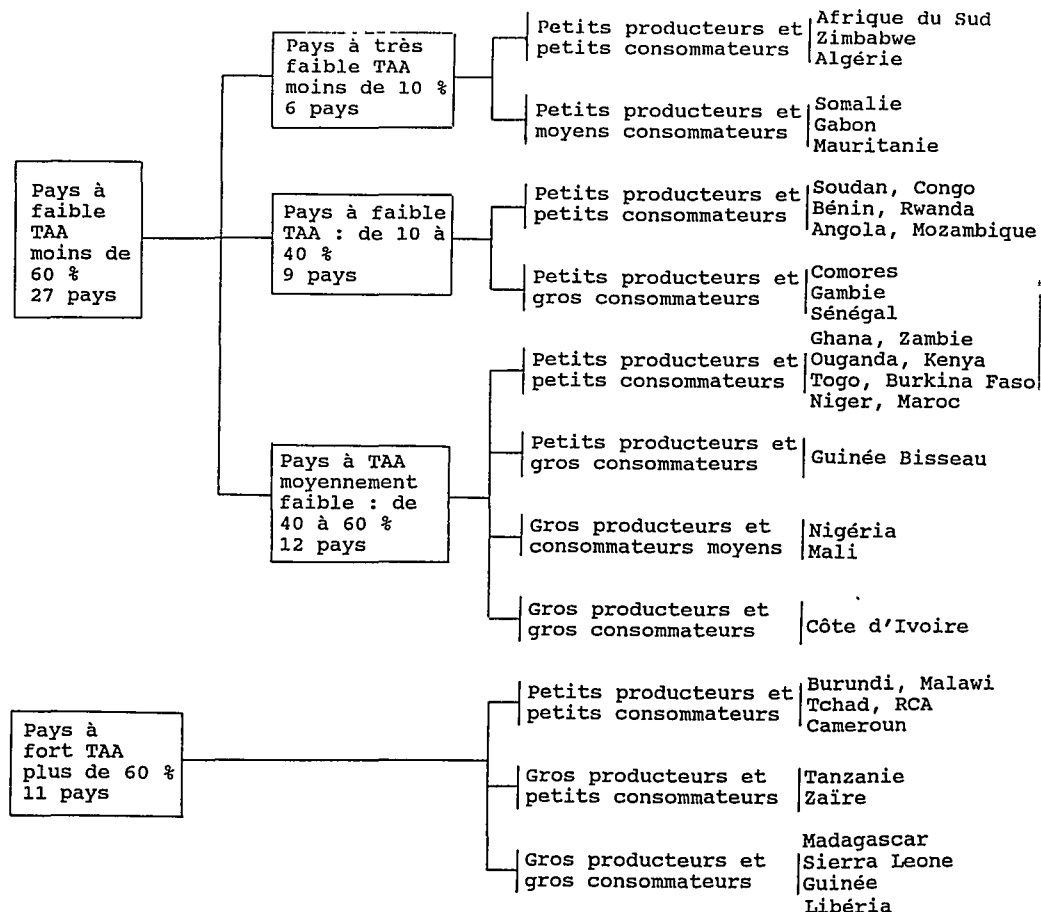 Pays à
faible
TAA
moins de
60 %
27 pays
Pays à très
faible TAA
moins de 10 %
6 pays
Petits producteurs et
petits consommateurs
Afrique du Sud
Zimbabwe
Algérie
Petits producteurs et
moyens consommateurs
Somalie
Gabon
Mauritanie
Pays à faible
TAA : de 10 à
40 %
9 pays
Petits producteurs et
petits consommateurs
Soudan, Congo
Bénin, Rwanda
Angola, Mozambique
Petits producteurs et
gros consommateurs
Comores
Gambie
Sénégal
Pays à TAA
moyennement
faible : de
40 à 60 %
12 pays
Petits producteurs et
petits consommateurs
Ghana, Zambie
Ouganda, Kenya
Togo, Burkina Faso
Niger, Maroc
Petits producteurs et
gros consommateurs
Guinée Bisseau
Gros producteurs et
consommateurs moyens
Nigéria
Mali
Gros producteurs et
gros consommateurs
Côte d'Ivoire
Pays à
fort TAA
plus de 60 %
11 pays
Petits producteurs et
petits consommateurs
Burundi, Malawi
Tchad, RCA
Cameroun
Gros producteurs et
petits consommateurs
Tanzanie
Zaïre
Gros producteurs et
gros consommateurs
Madagascar
Sierra Leone
Guinée
Libéria